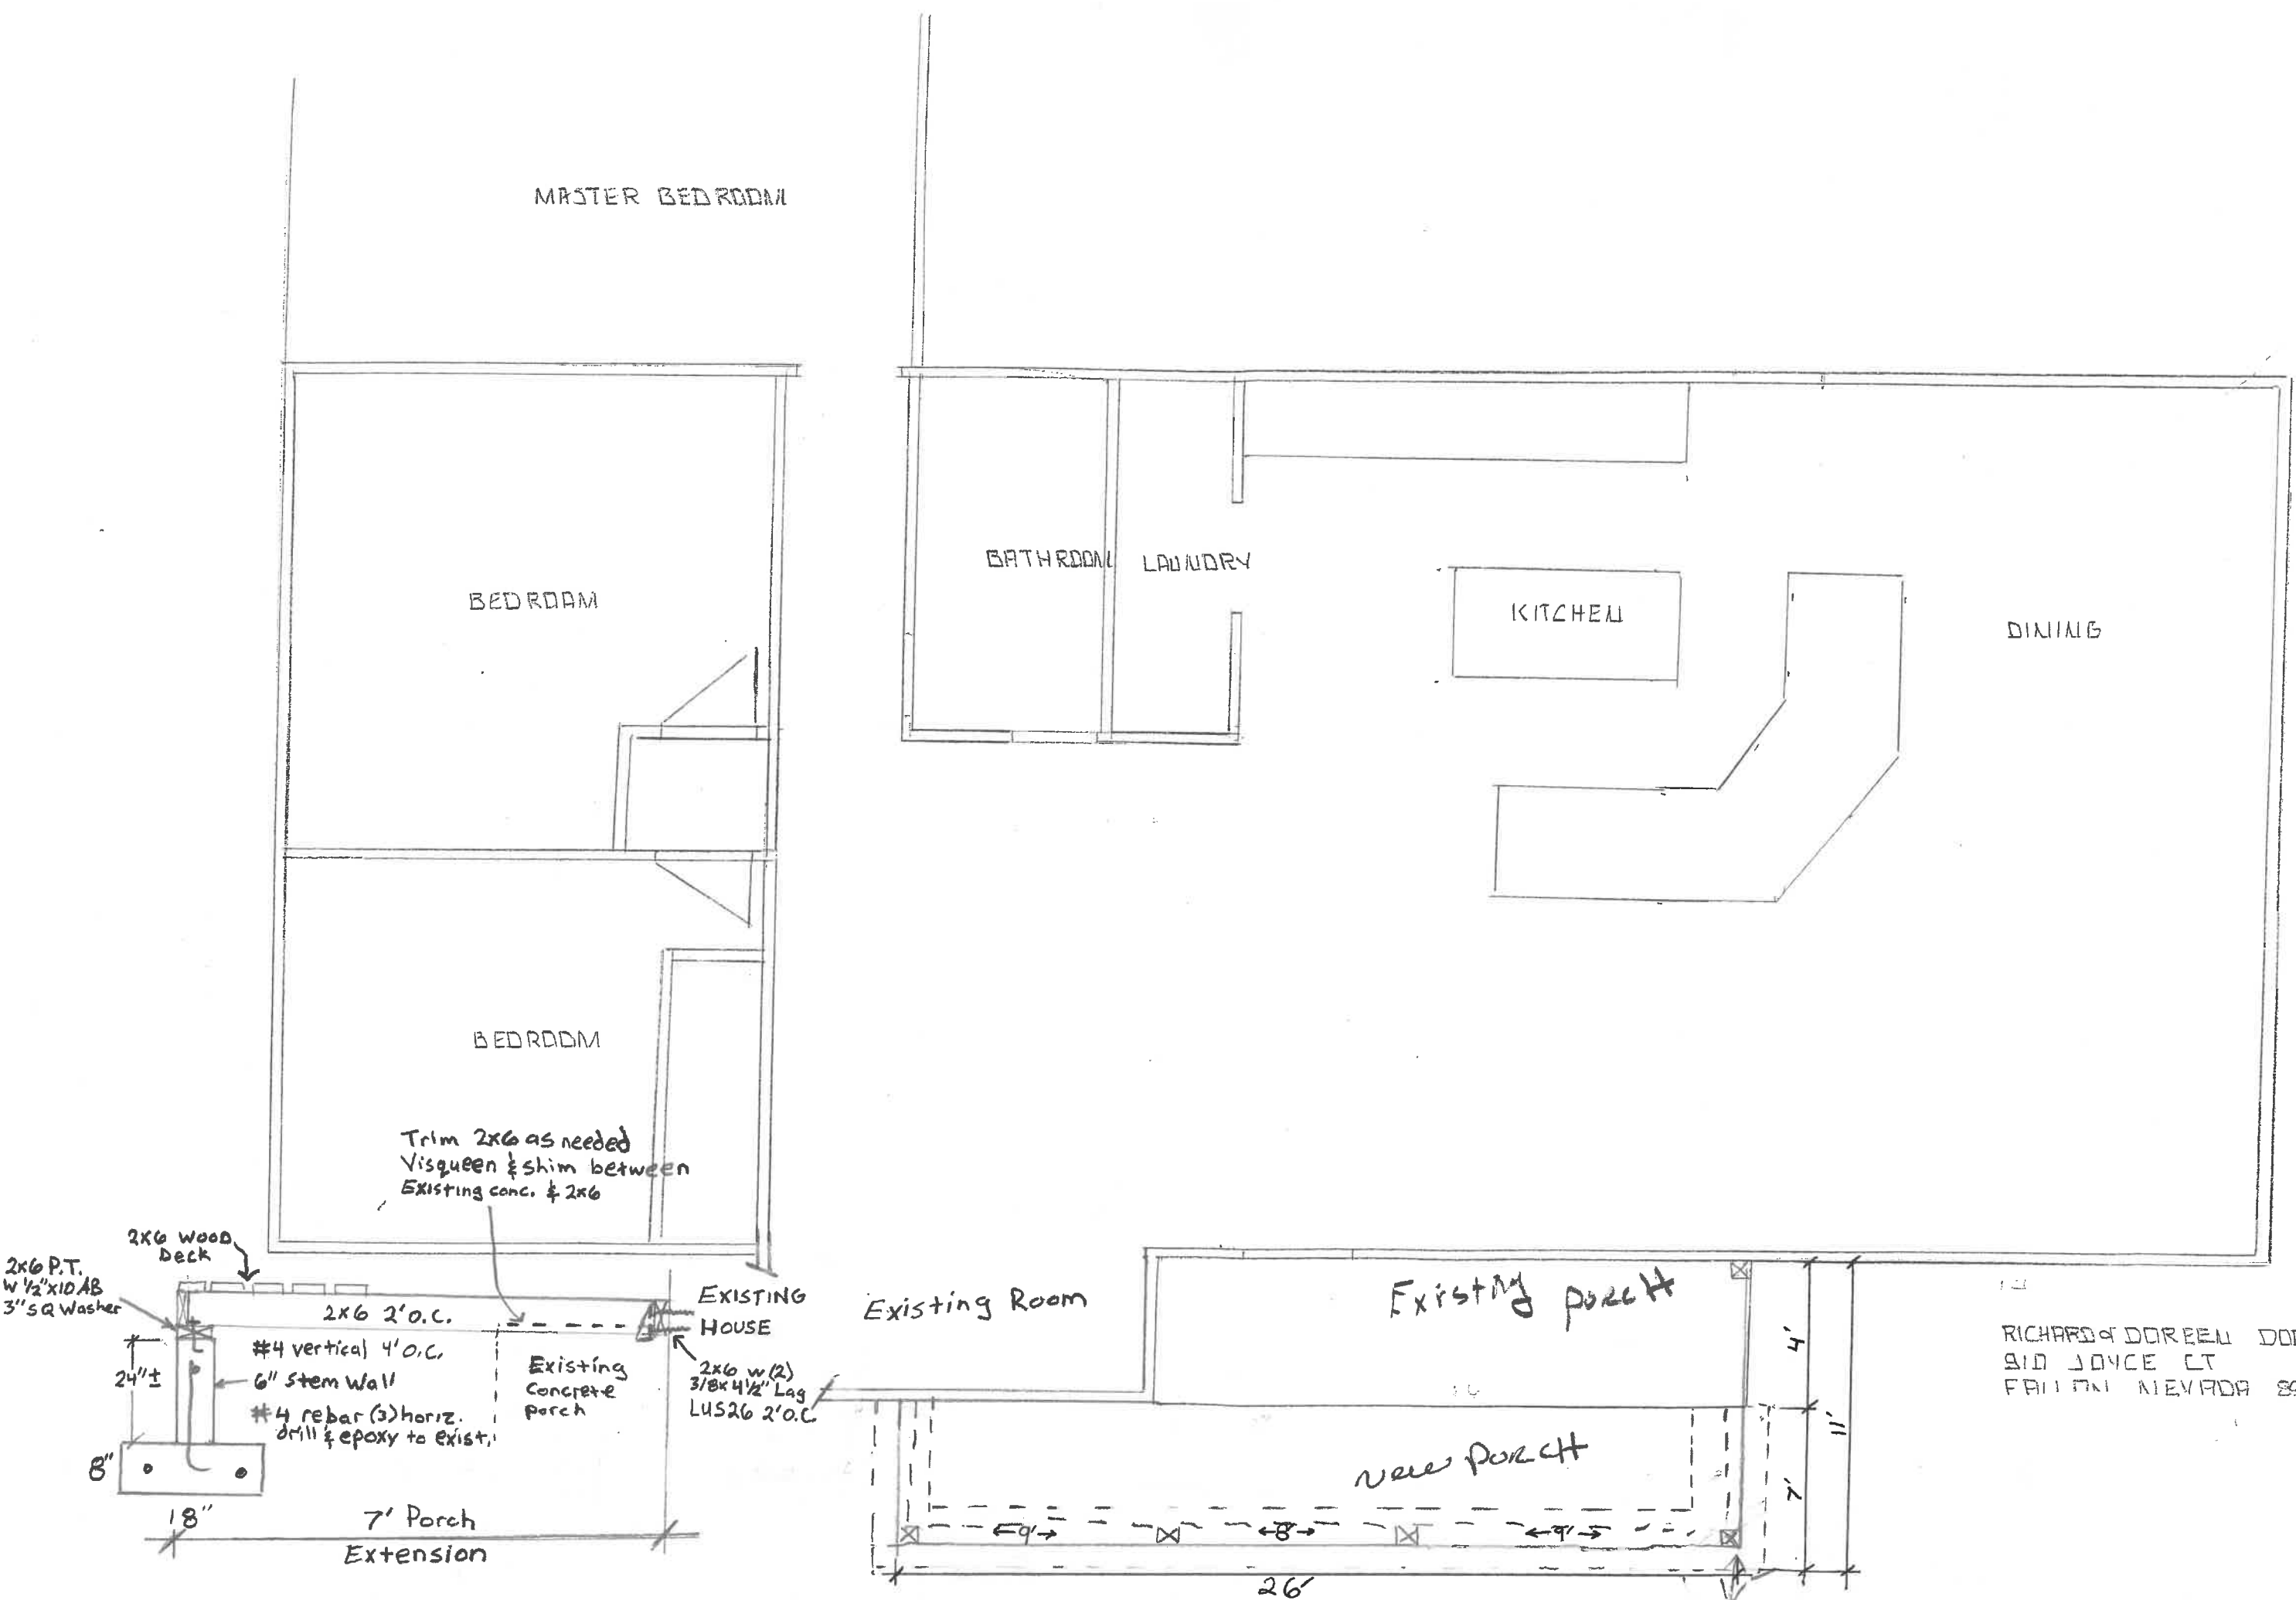 MASTER BEDROOM
BEDROOM
BATHROOM
LAUNDRY
KITCHEN
DINING
BEDROOM
Trim 2x6 as needed
Visqueen & shim between
Existing conc. & 2x6
2x6 WOOD
Deck
2x6 P.T.
W 1/2"x10 AB
3" SQ Washer
2x6 2' O.C.
EXISTING
HOUSE
#4 vertical 4' O.C.
24"±
6" Stem Wall
#4 rebar (3) horiz.
drill & epoxy to exist.
Existing
Concrete
porch
2x6 w (2)
3/8x 4 1/2" Lag
LUS26 2' O.C.
8"
18"
7' Porch
Extension
Existing Room
Existing porch
4'
11'
7'
New Porch
9'
8'
9'
26'
RICHARD & DOREEN
910 JOYCE CT
FALLON NEVADA